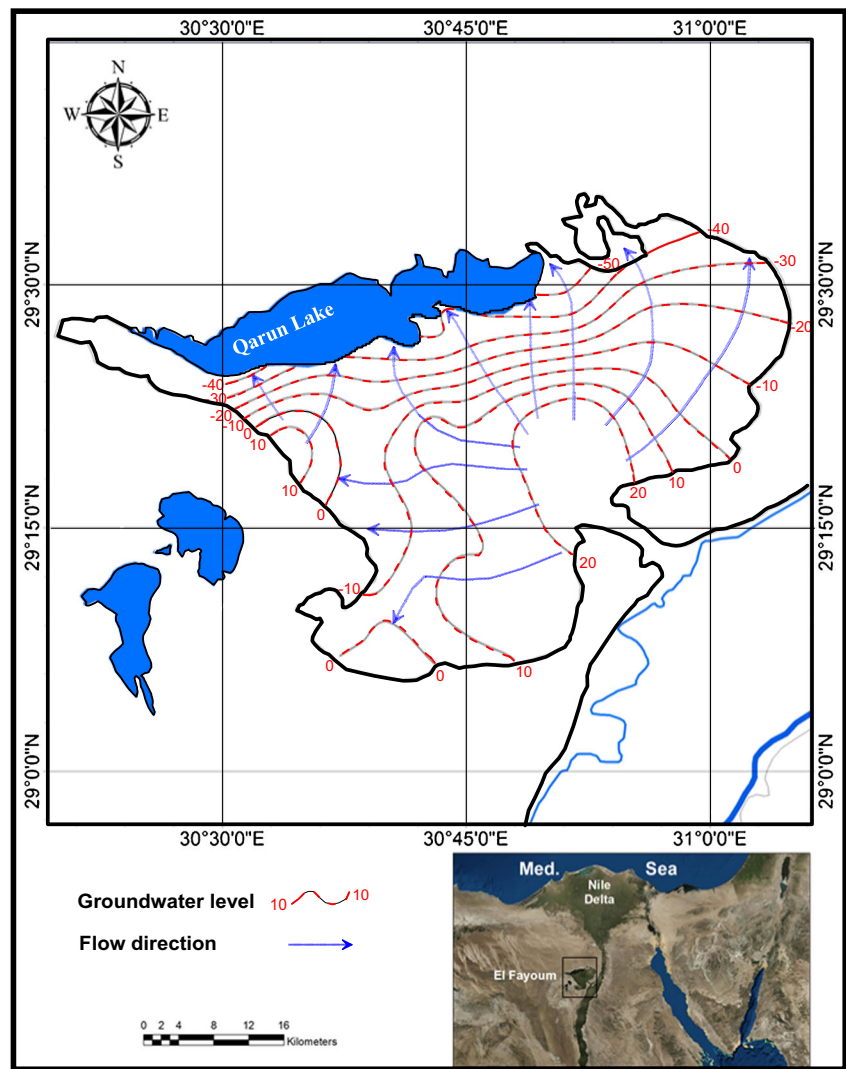 30°30'0"E 30°45'0"E 31°0'0"E
N
W E
S
-40
-50
-30
29°30'0"N 29°30'0"N
Qarun Lake
-20
-40
-30
-20
-10
0
10
-10
0
10
20
10
0
29°15'0"N 29°15'0"N
20
-10
0
0
10
29°0'0"N 29°0'0"N
30°30'0"E 30°45'0"E 31°0'0"E
Groundwater level 10 10
Flow direction
0 2 4 8 12 16
Kilometers
Med. Sea
Nile
Delta
El Fayoum